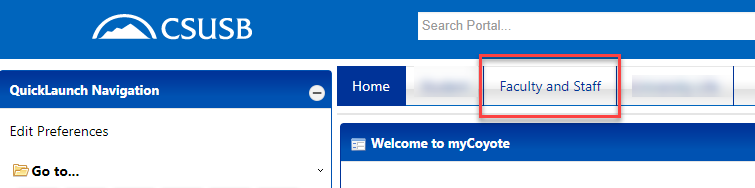 CSUSB
Search Portal...
QuickLaunch Navigation
Home
Faculty and Staff
Edit Preferences
Welcome to myCoyote
Go to...